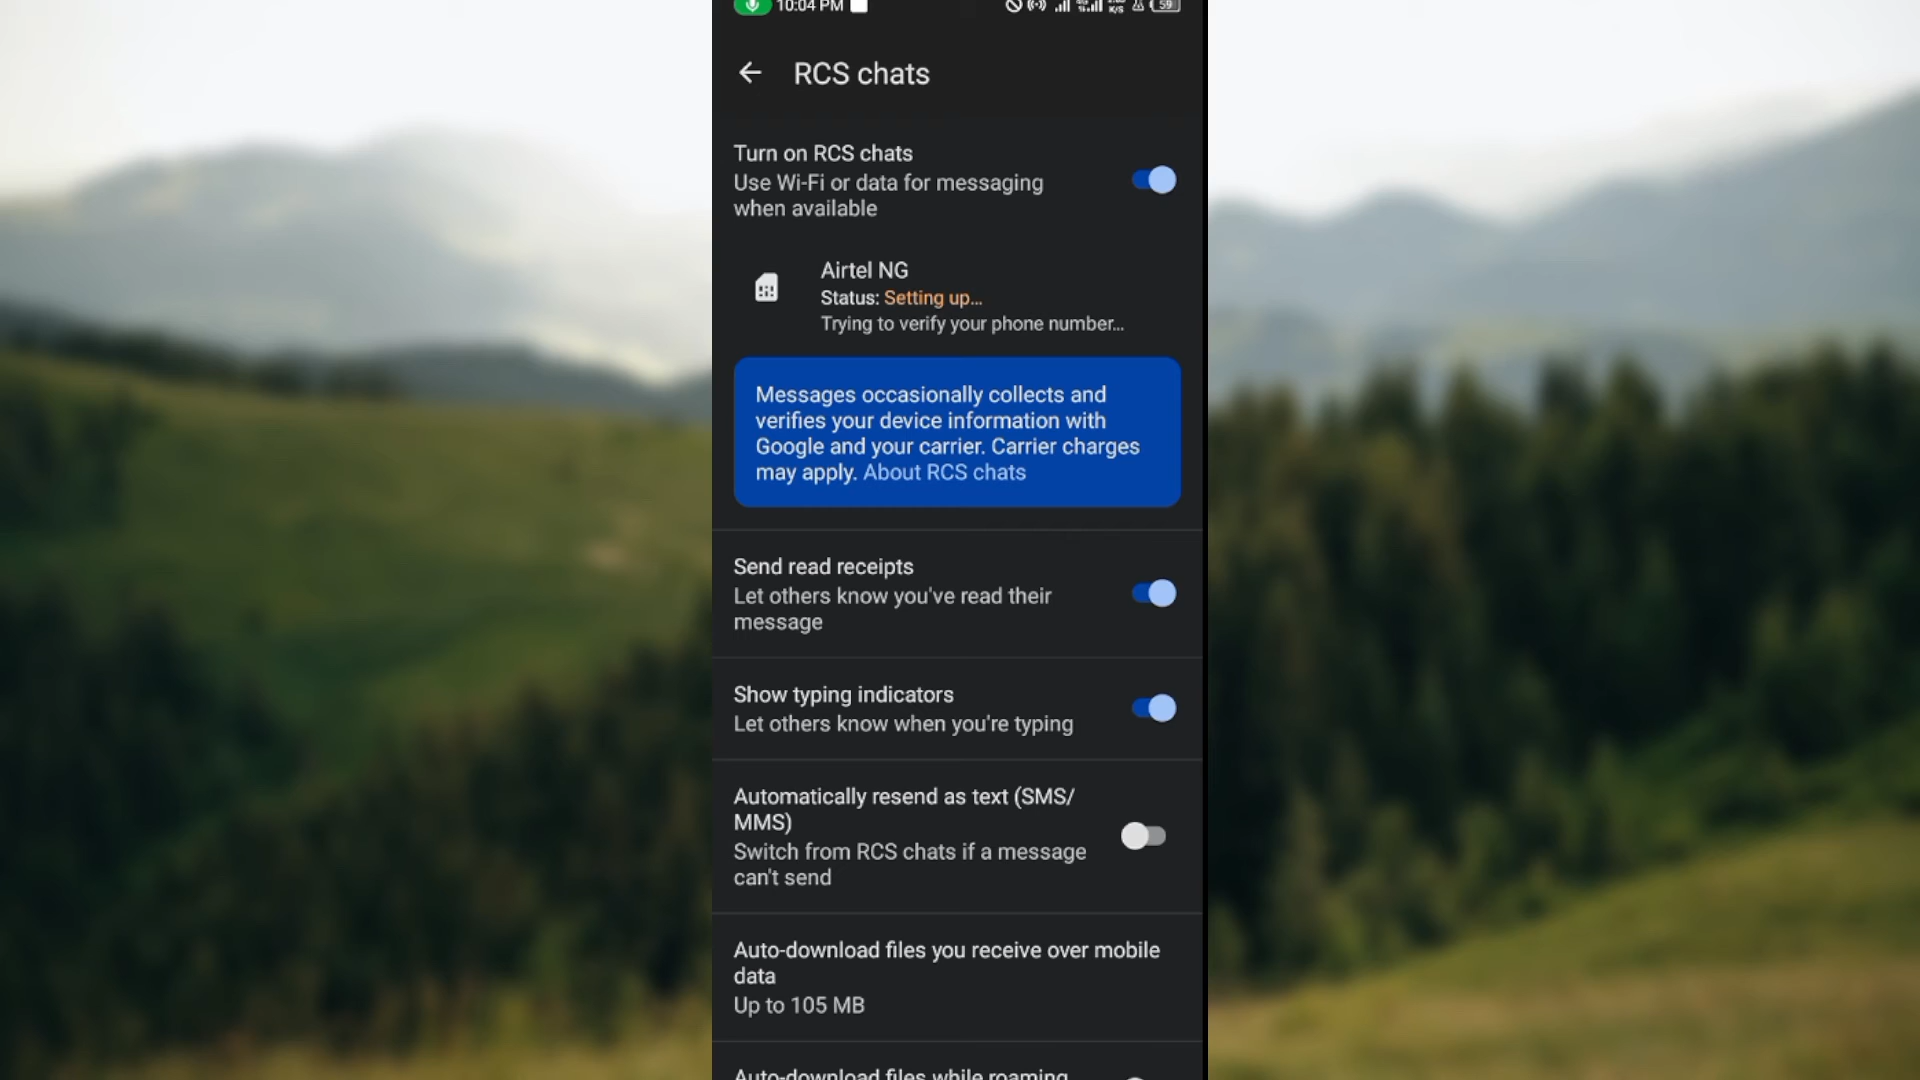 10:04 PM
59
RCS chats
Turn on RCS chats
Use Wi-Fi or data for messaging
when available
Airtel NG
Status: Setting up...
Trying to verify your phone number...
Messages occasionally collects and
verifies your device information with
Google and your carrier. Carrier charges
may apply. About RCS chats
Send read receipts
Let others know you've read their
message
Show typing indicators
Let others know when you're typing
Automatically resend as text (SMS/
MMS)
Switch from RCS chats if a message
can't send
Auto-download files you receive over mobile
data
Up to 105 MB
Auto-download files while roaming